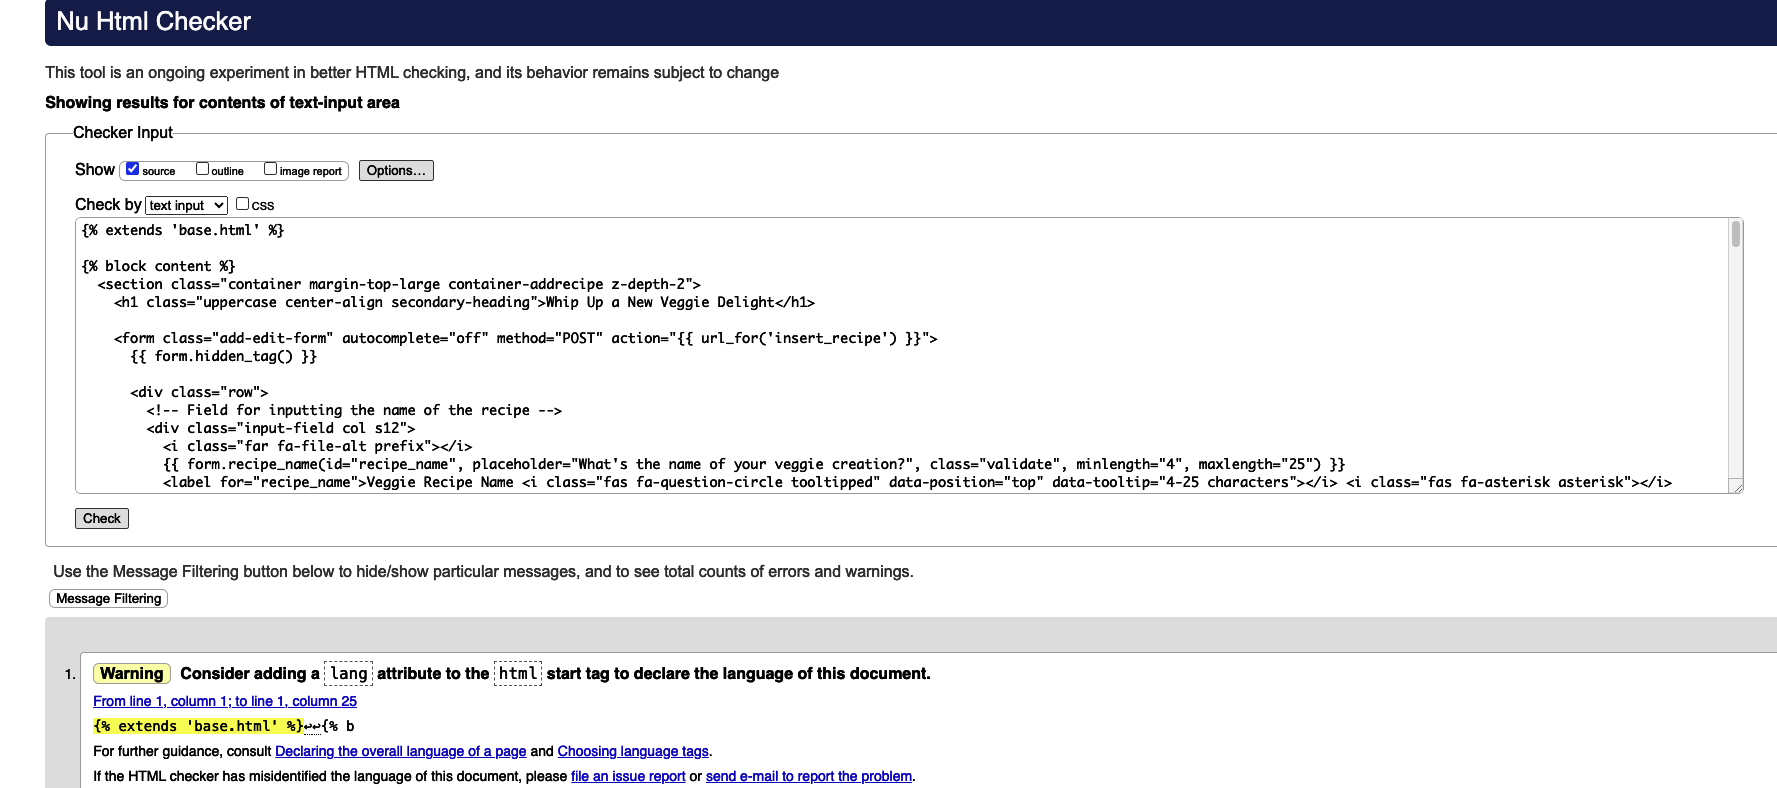 Nu Html Checker
This tool is an ongoing experiment in better HTML checking, and its behavior remains subject to change
Showing results for contents of text-input area
Checker Input
Show source outline image report Options...
Check by text input css
{% extends 'base.html' %}
{% block content %}
<section class="container margin-top-large container-addrecipe z-depth-2">
<h1 class="uppercase center-align secondary-heading">Whip Up a New Veggie Delight</h1>
<form class="add-edit-form" autocomplete="off" method="POST" action="{{ url_for('insert_recipe') }}">
{{ form.hidden_tag() }}
<div class="row">
<!-- Field for inputting the name of the recipe -->
<div class="input-field col s12">
<i class="far fa-file-alt prefix"></i>
{{ form.recipe_name(id="recipe_name", placeholder="What's the name of your veggie creation?", class="validate", minlength="4", maxlength="25") }}
<label for="recipe_name">Veggie Recipe Name <i class="fas fa-question-circle tooltipped" data-position="top" data-tooltip="4-25 characters"></i> <i class="fas fa-asterisk asterisk"></i>
Check
Use the Message Filtering button below to hide/show particular messages, and to see total counts of errors and warnings.
Message Filtering
1. Warning Consider adding a lang attribute to the html start tag to declare the language of this document.
From line 1, column 1; to line 1, column 25
{% extends 'base.html' %}↩↩{% b
For further guidance, consult Declaring the overall language of a page and Choosing language tags.
If the HTML checker has misidentified the language of this document, please file an issue report or send e-mail to report the problem.